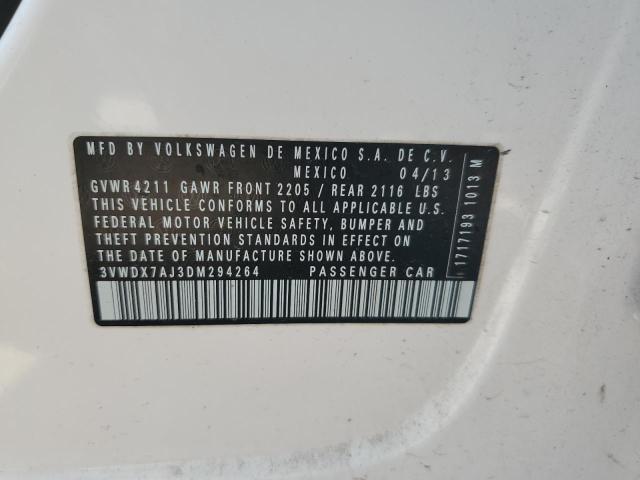 MFD BY VOLKSWAGEN DE MEXICO S.A. DE C.V.
MEXICO 04/13
GVWR 4211 GAWR FRONT 2205 / REAR 2116 LBS
THIS VEHICLE CONFORMS TO ALL APPLICABLE U.S.
FEDERAL MOTOR VEHICLE SAFETY, BUMPER AND
THEFT PREVENTION STANDARDS IN EFFECT ON
THE DATE OF MANUFACTURE SHOWN ABOVE.
3VWDX7AJ3DM294264 PASSENGER CAR
1717193 1013 M